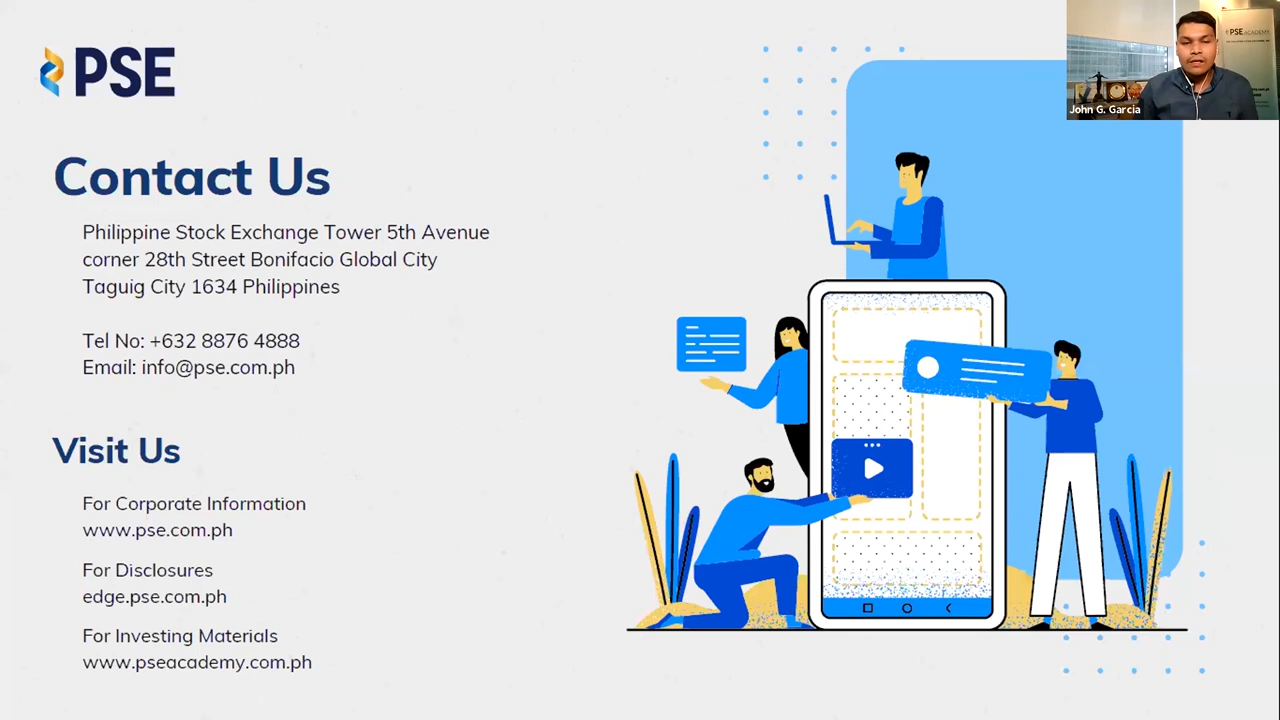 PSE
Contact Us
Philippine Stock Exchange Tower 5th Avenue
corner 28th Street Bonifacio Global City
Taguig City 1634 Philippines
Tel No: +632 8876 4888
Email: info@pse.com.ph
Visit Us
For Corporate Information
www.pse.com.ph
For Disclosures
edge.pse.com.ph
For Investing Materials
www.pseacademy.com.ph
PSE ACADEMY
John G. Garcia